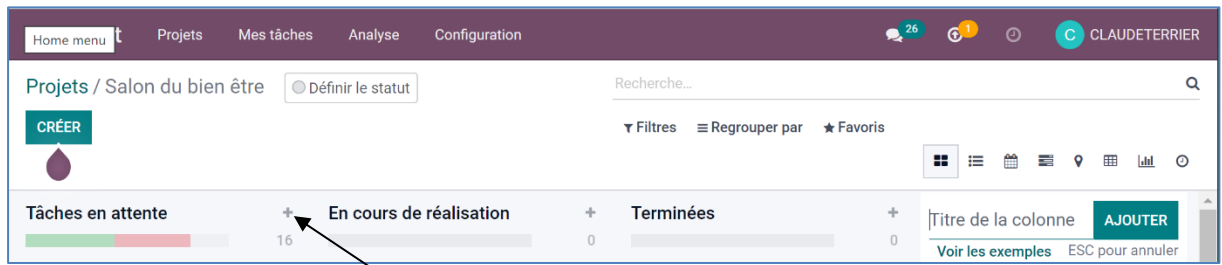 Home menu t Projets Mes tâches Analyse Configuration 26 1 C CLAUDETERRIER
Projets / Salon du bien être Définir le statut Recherche...
CRÉER Filtres Regrouper par Favoris
Tâches en attente + En cours de réalisation + Terminées + Titre de la colonne AJOUTER
16 0 0 Voir les exemples ESC pour annuler